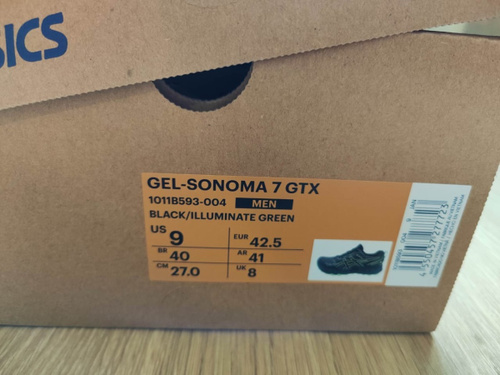 SICS
GEL-SONOMA 7 GTX
1011B593-004 MEN
BLACK/ILLUMINATE GREEN
US 9 EUR 42.5
BR 40 AR 41
CM 27.0 UK 8